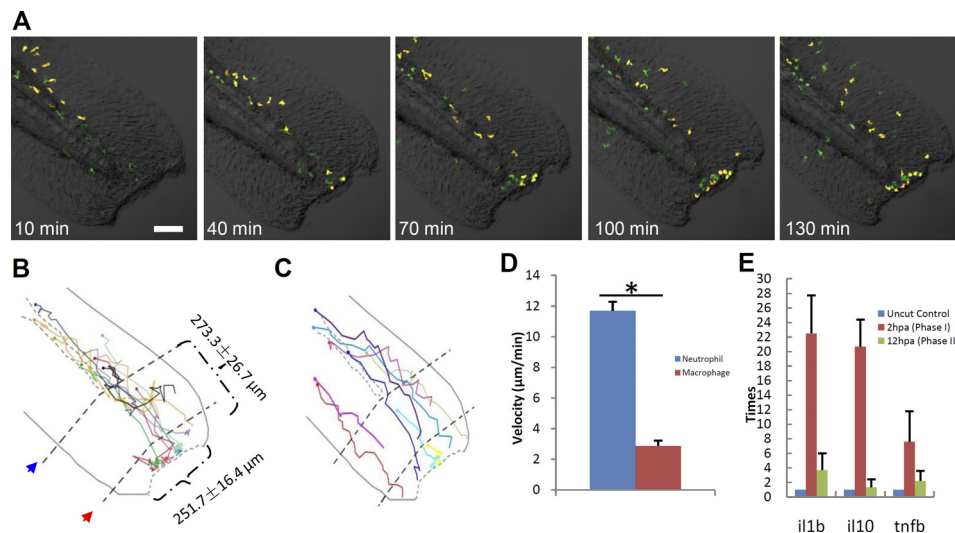 A
10 min
40 min
70 min
100 min
130 min
B
273.3±26.7 µm
251.7±16.4 µm
C
D
Velocity (µm/min)
14
12
10
8
6
4
2
0
*
Neutrophil
Macrophage
E
Times
30
28
26
24
22
20
18
16
14
12
10
8
6
4
2
0
Uncut Control
2hpa (Phase I)
12hpa (Phase II
il1b il10 tnfb